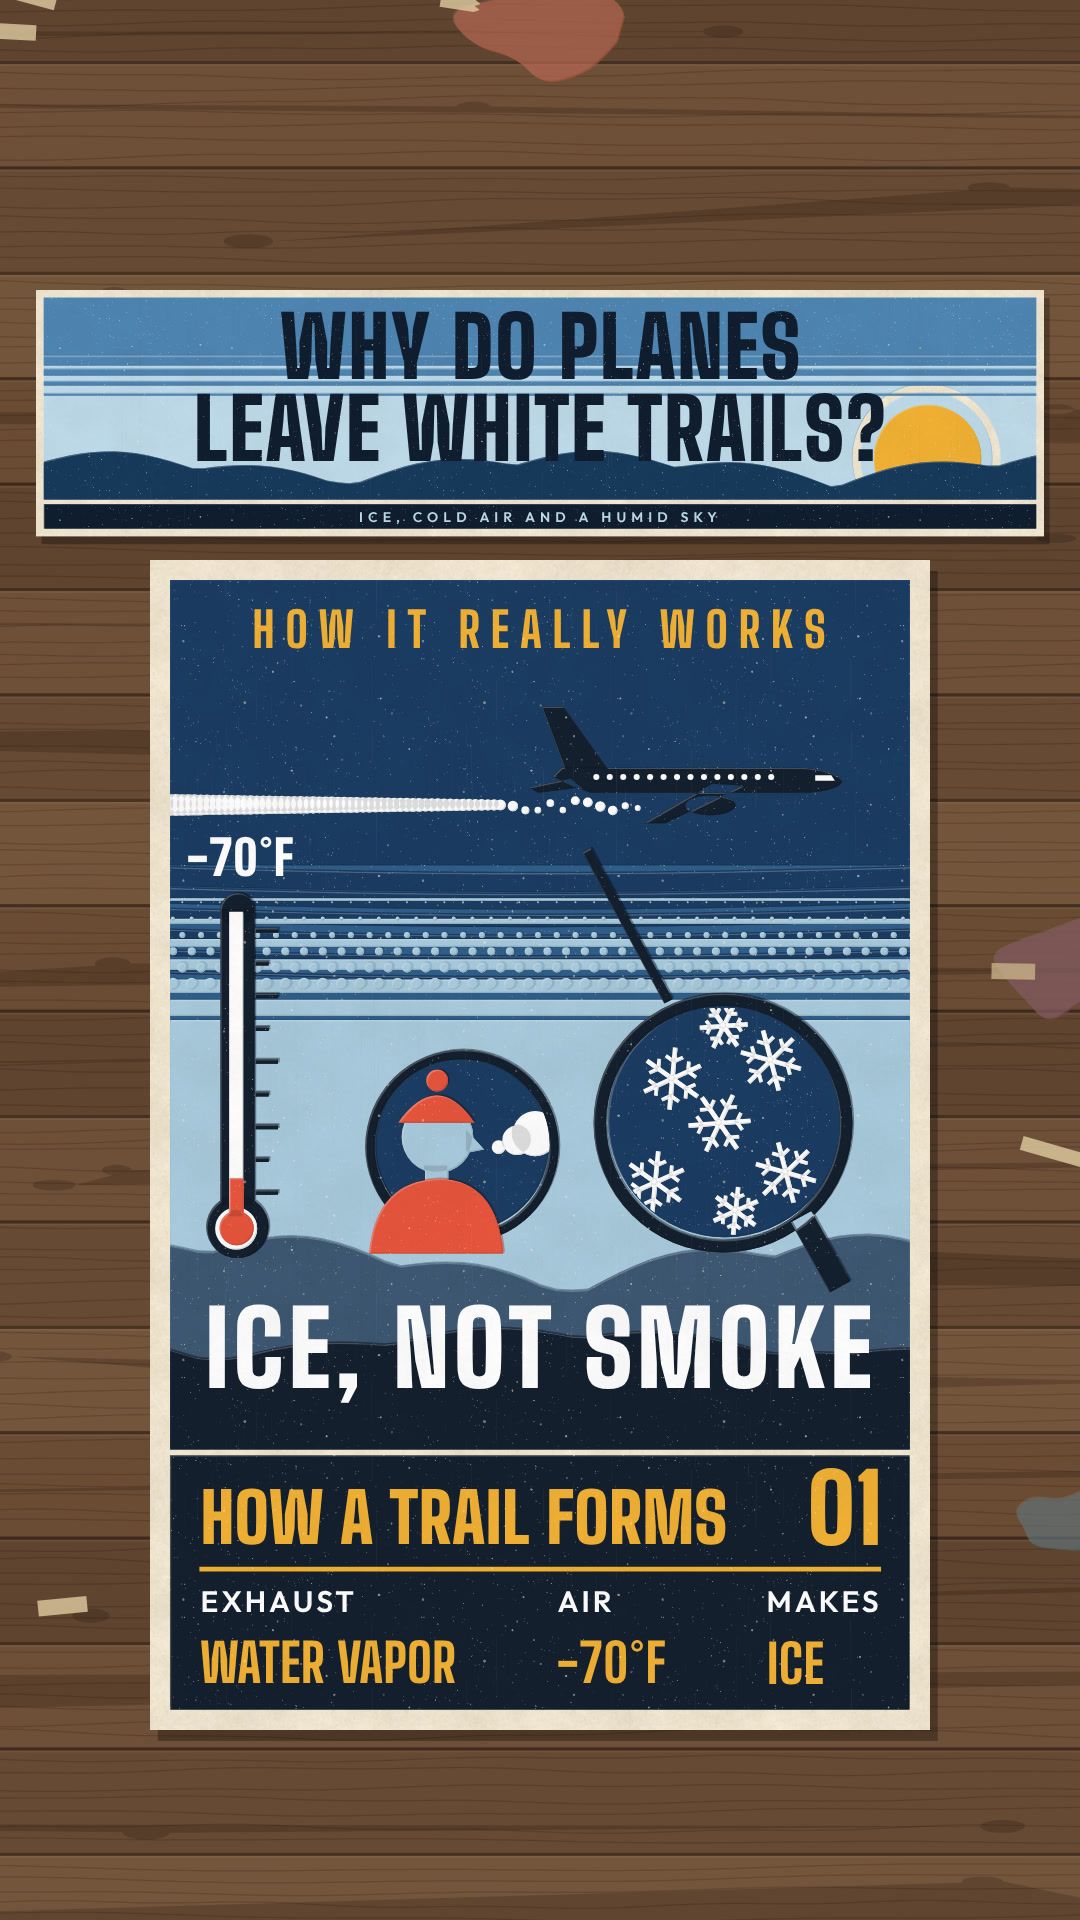 WHY DO PLANES
LEAVE WHITE TRAILS?
ICE, COLD AIR AND A HUMID SKY
HOW IT REALLY WORKS
−70°F
ICE, NOT SMOKE
HOW A TRAIL FORMS 01
EXHAUST AIR MAKES
WATER VAPOR −70°F ICE